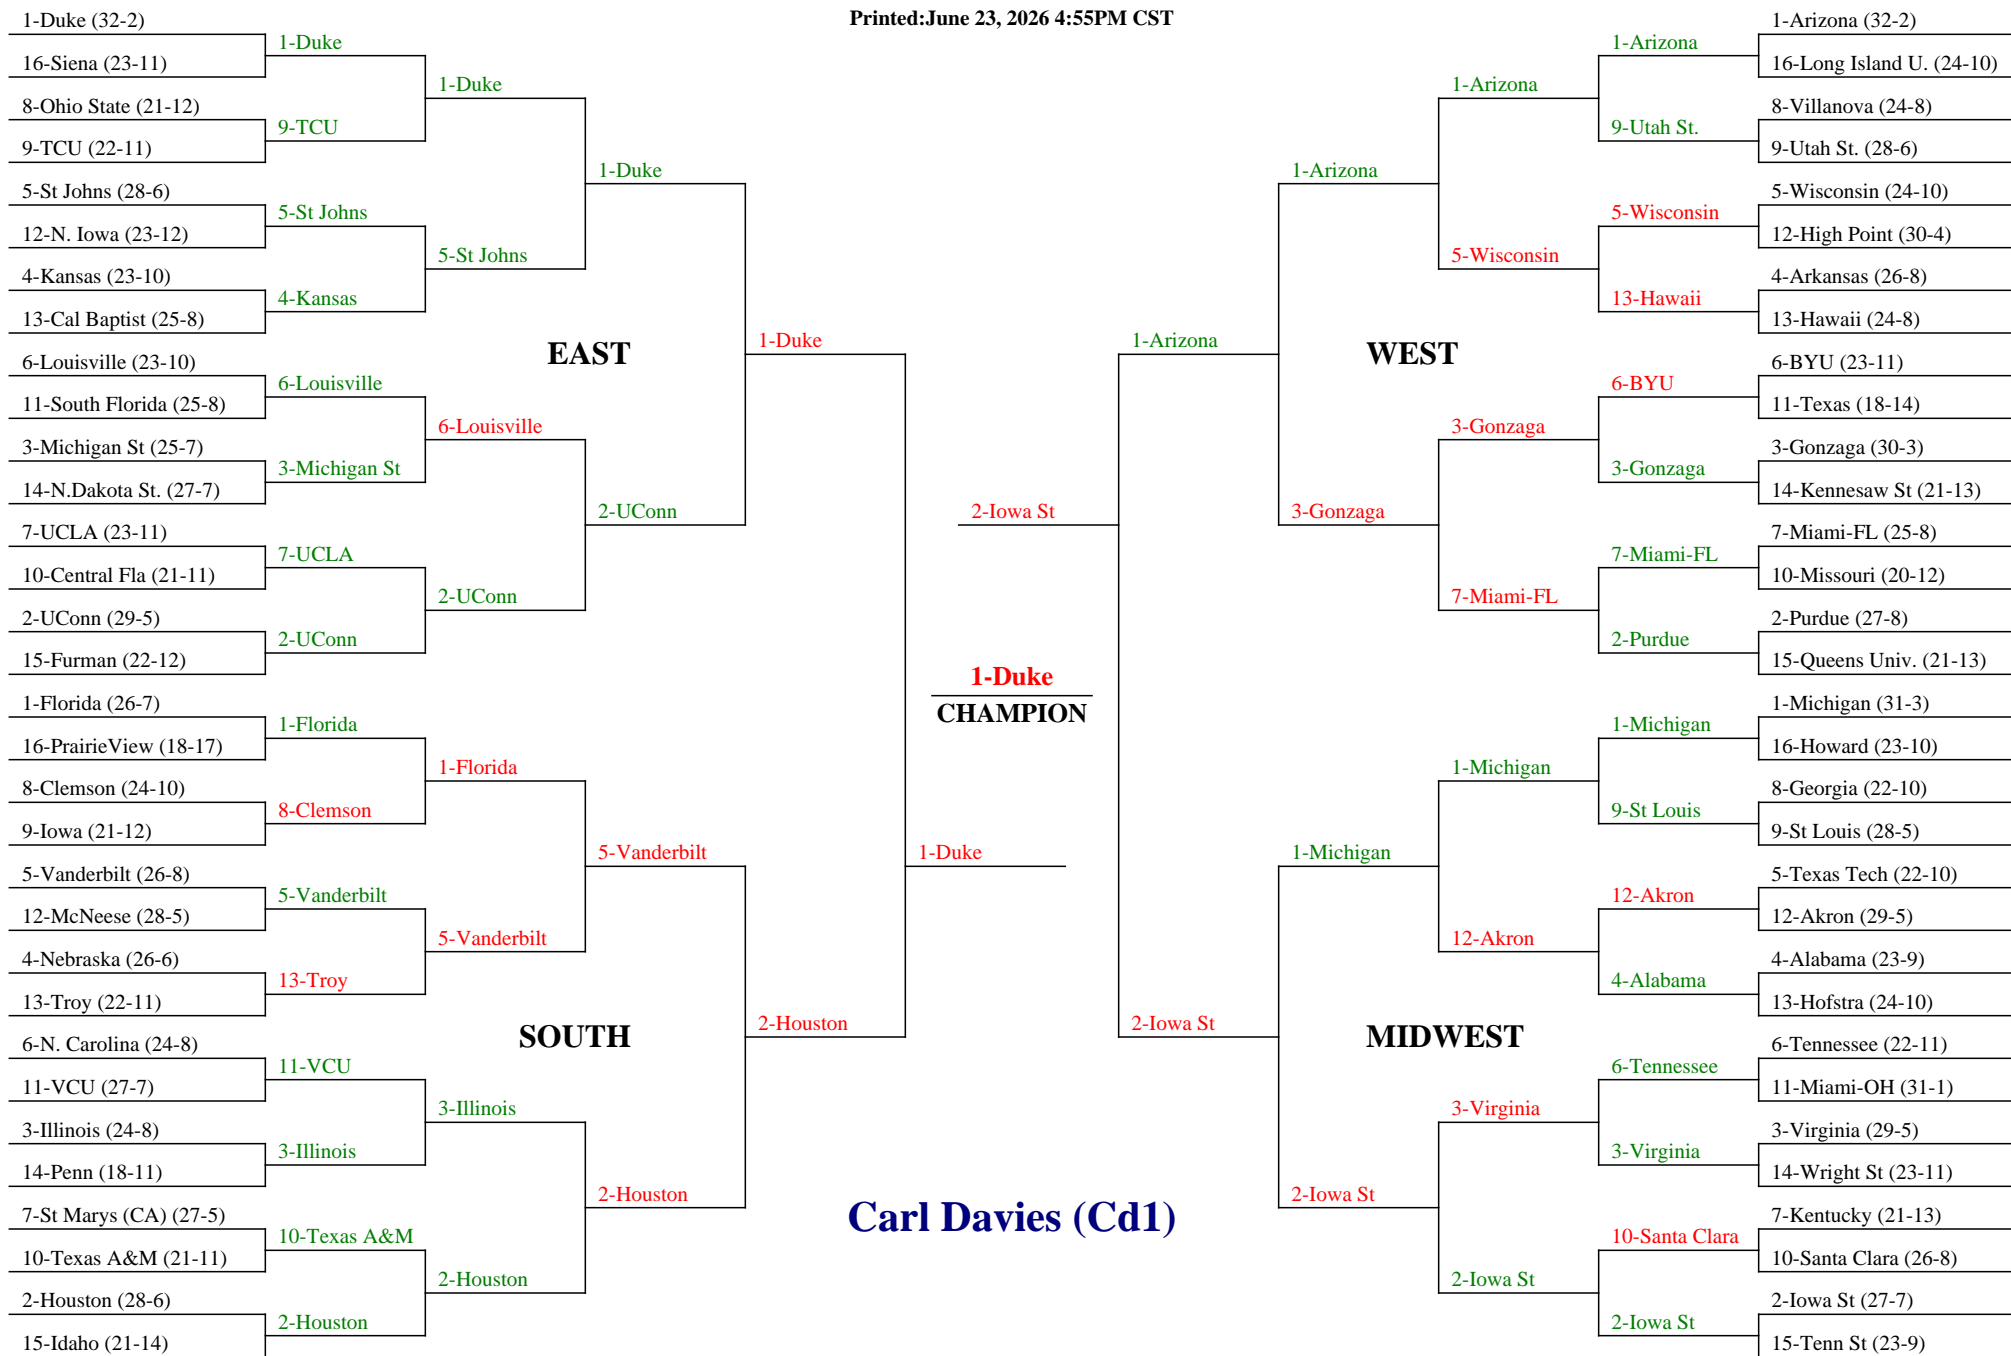 Printed:June 23, 2026 4:55PM CST
1-Duke (32-2)
16-Siena (23-11)
8-Ohio State (21-12)
9-TCU (22-11)
5-St Johns (28-6)
12-N. Iowa (23-12)
4-Kansas (23-10)
13-Cal Baptist (25-8)
6-Louisville (23-10)
11-South Florida (25-8)
3-Michigan St (25-7)
14-N.Dakota St. (27-7)
7-UCLA (23-11)
10-Central Fla (21-11)
2-UConn (29-5)
15-Furman (22-12)
1-Florida (26-7)
16-PrairieView (18-17)
8-Clemson (24-10)
9-Iowa (21-12)
5-Vanderbilt (26-8)
12-McNeese (28-5)
4-Nebraska (26-6)
13-Troy (22-11)
6-N. Carolina (24-8)
11-VCU (27-7)
3-Illinois (24-8)
14-Penn (18-11)
7-St Marys (CA) (27-5)
10-Texas A&M (21-11)
2-Houston (28-6)
15-Idaho (21-14)
1-Duke
9-TCU
5-St Johns
4-Kansas
6-Louisville
3-Michigan St
7-UCLA
2-UConn
1-Florida
8-Clemson
5-Vanderbilt
13-Troy
11-VCU
3-Illinois
10-Texas A&M
2-Houston
1-Duke
5-St Johns
6-Louisville
2-UConn
1-Florida
5-Vanderbilt
3-Illinois
2-Houston
1-Duke
2-UConn
5-Vanderbilt
2-Houston
EAST
SOUTH
1-Duke
2-Houston
1-Duke
2-Iowa St
1-Duke
CHAMPION
Carl Davies (Cd1)
1-Arizona
2-Iowa St
WEST
MIDWEST
1-Arizona
3-Gonzaga
1-Michigan
2-Iowa St
1-Arizona
5-Wisconsin
3-Gonzaga
7-Miami-FL
1-Michigan
12-Akron
3-Virginia
2-Iowa St
1-Arizona
9-Utah St.
5-Wisconsin
13-Hawaii
6-BYU
3-Gonzaga
7-Miami-FL
2-Purdue
1-Michigan
9-St Louis
12-Akron
4-Alabama
6-Tennessee
3-Virginia
10-Santa Clara
2-Iowa St
1-Arizona (32-2)
16-Long Island U. (24-10)
8-Villanova (24-8)
9-Utah St. (28-6)
5-Wisconsin (24-10)
12-High Point (30-4)
4-Arkansas (26-8)
13-Hawaii (24-8)
6-BYU (23-11)
11-Texas (18-14)
3-Gonzaga (30-3)
14-Kennesaw St (21-13)
7-Miami-FL (25-8)
10-Missouri (20-12)
2-Purdue (27-8)
15-Queens Univ. (21-13)
1-Michigan (31-3)
16-Howard (23-10)
8-Georgia (22-10)
9-St Louis (28-5)
5-Texas Tech (22-10)
12-Akron (29-5)
4-Alabama (23-9)
13-Hofstra (24-10)
6-Tennessee (22-11)
11-Miami-OH (31-1)
3-Virginia (29-5)
14-Wright St (23-11)
7-Kentucky (21-13)
10-Santa Clara (26-8)
2-Iowa St (27-7)
15-Tenn St (23-9)